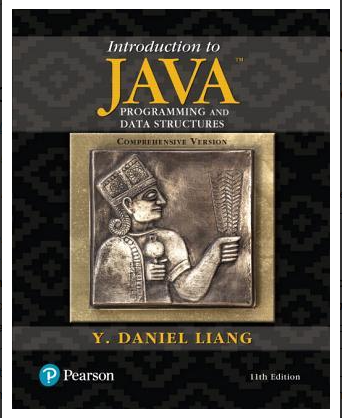 Introduction to
JAVA™
PROGRAMMING AND
DATA STRUCTURES
COMPREHENSIVE VERSION
Y. DANIEL LIANG
Pearson
11th Edition